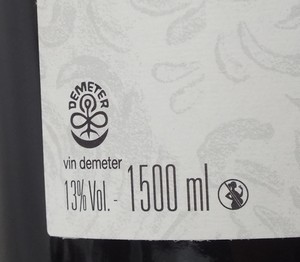 DEMETER
vin demeter
13% Vol. - 1500 ml